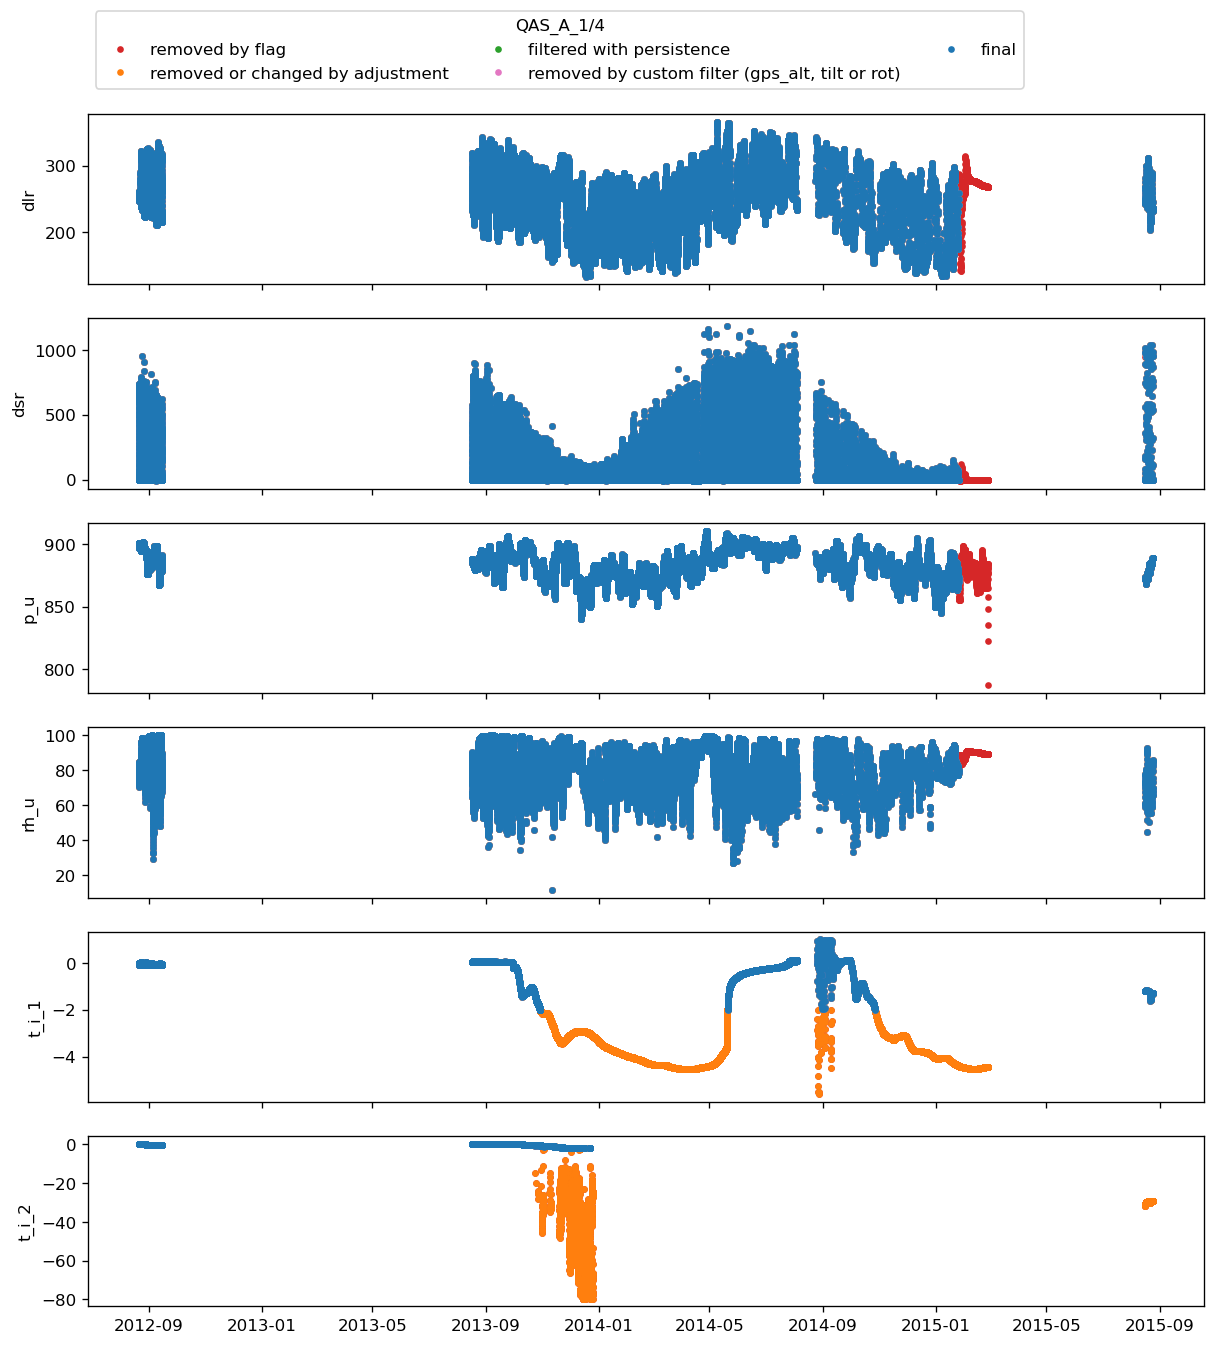 QAS_A_1/4
removed by flag
filtered with persistence
final
removed or changed by adjustment
removed by custom filter (gps_alt, tilt or rot)
300
200
dlr
1000
500
0
dsr
900
850
800
p_u
100
80
60
40
20
rh_u
0
−2
−4
t_i_1
0
−20
−40
−60
−80
t_i_2
2012-09
2013-01
2013-05
2013-09
2014-01
2014-05
2014-09
2015-01
2015-05
2015-09